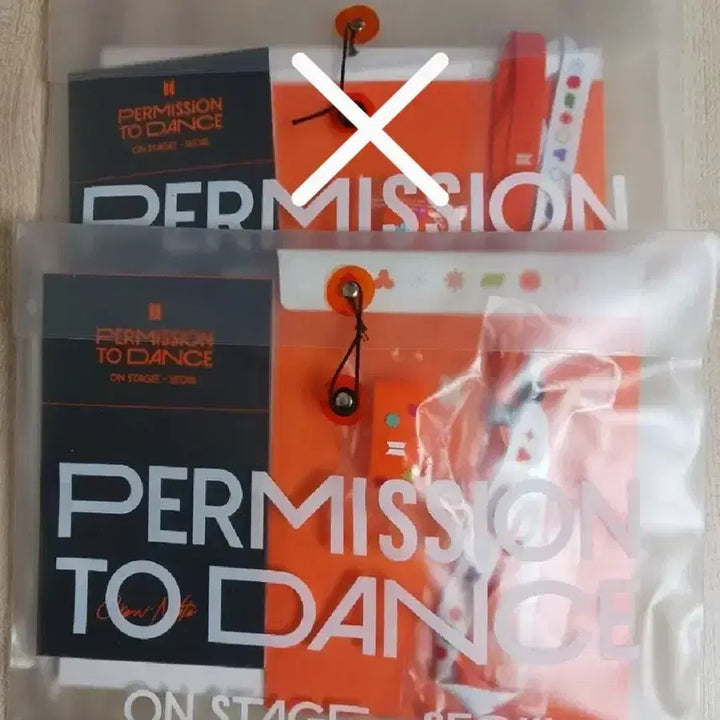 PERMISSION
TO DANCE
ON STAGE - SEOUL
PERMISSION
PERMISSION
TO DANCE
ON STAGE - SEOUL
PERMISSION
TO DANCE
ON STAGE - SEOUL